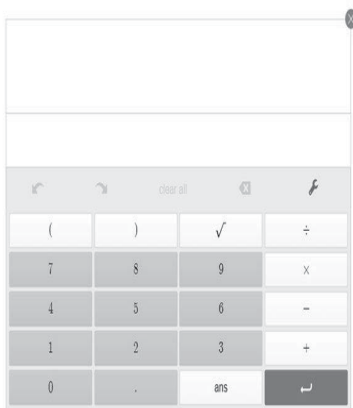 clear all
( ) √ ÷
7 8 9 ×
4 5 6 −
1 2 3 +
0 . ans